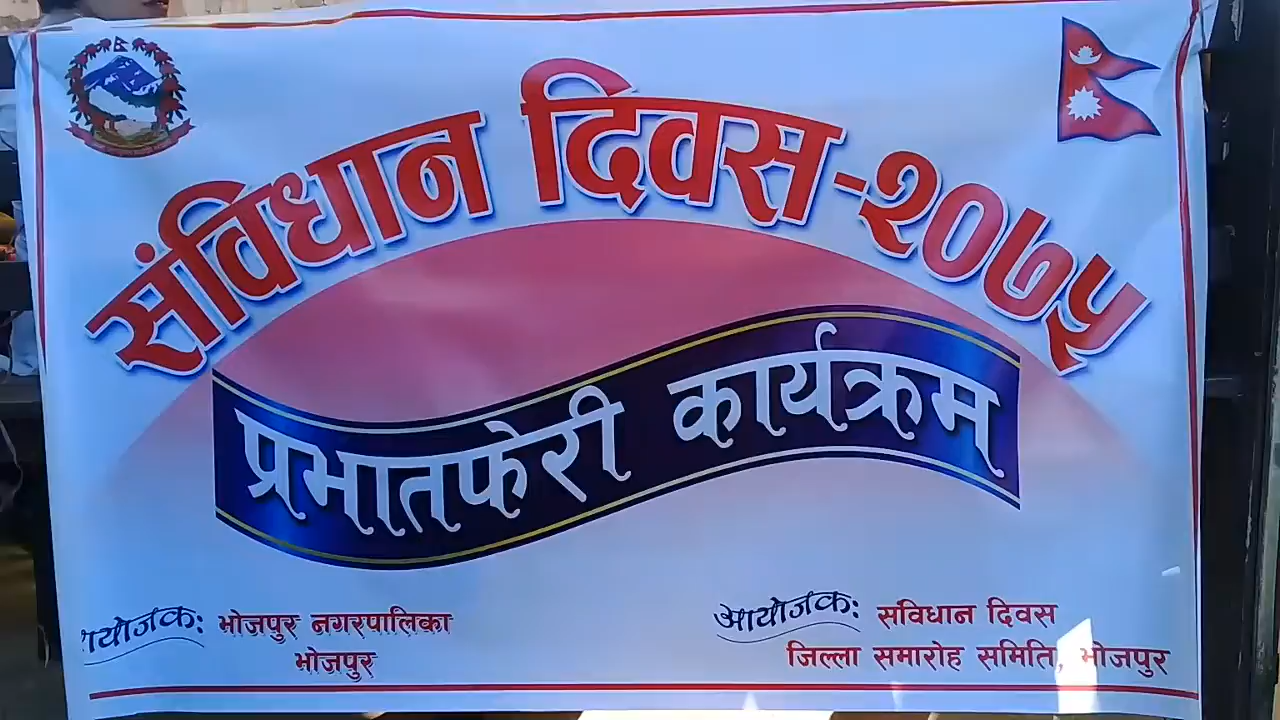 संविधान दिवस-२०७५
प्रभातफेरी कार्यक्रम
आयोजक: भोजपुर नगरपालिका
भोजपुर
आयोजक: संविधान दिवस
जिल्ला समारोह समिति, भोजपुर